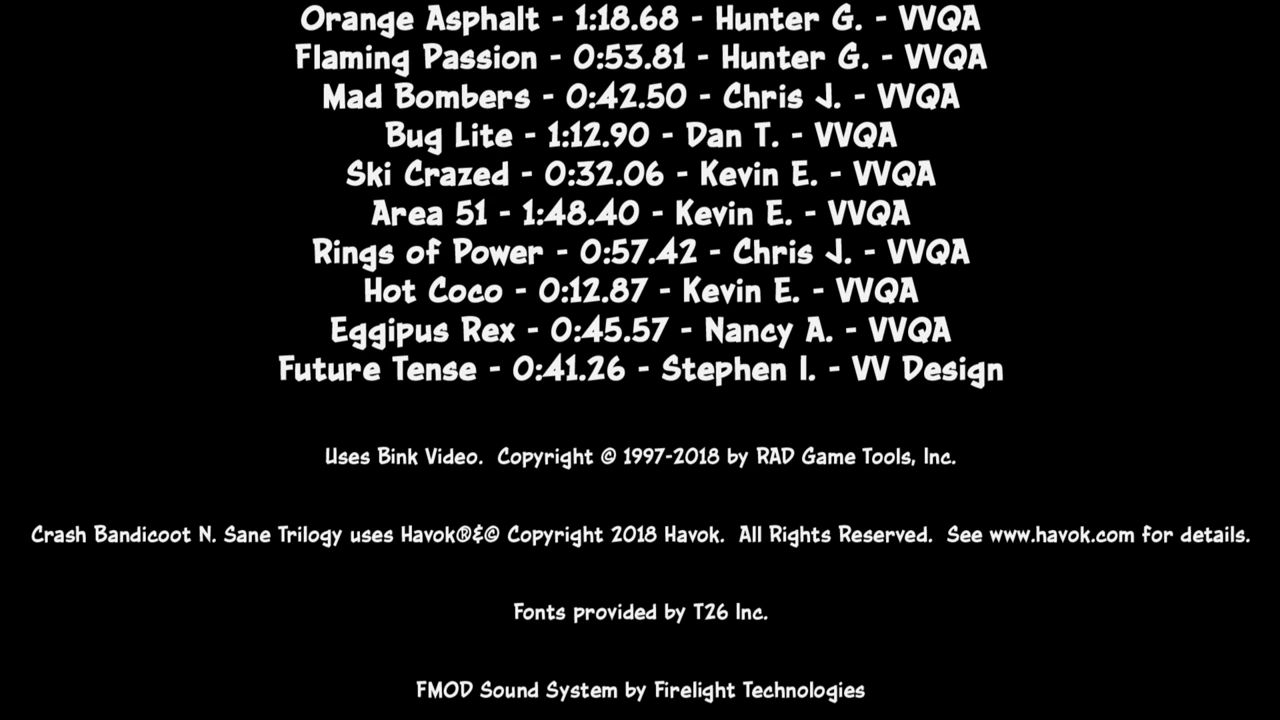 Orange Asphalt - 1:18.68 - Hunter G. - VVQA
Flaming Passion - 0:53.81 - Hunter G. - VVQA
Mad Bombers - 0:42.50 - Chris J. - VVQA
Bug Lite - 1:12.90 - Dan T. - VVQA
Ski Crazed - 0:32.06 - Kevin E. - VVQA
Area 51 - 1:48.40 - Kevin E. - VVQA
Rings of Power - 0:57.42 - Chris J. - VVQA
Hot Coco - 0:12.87 - Kevin E. - VVQA
Eggipus Rex - 0:45.57 - Nancy A. - VVQA
Future Tense - 0:41.26 - Stephen I. - VV Design
Uses Bink Video.  Copyright © 1997-2018 by RAD Game Tools, Inc.
Crash Bandicoot N. Sane Trilogy uses Havok®&© Copyright 2018 Havok.  All Rights Reserved.  See www.havok.com for details.
Fonts provided by T26 Inc.
FMOD Sound System by Firelight Technologies